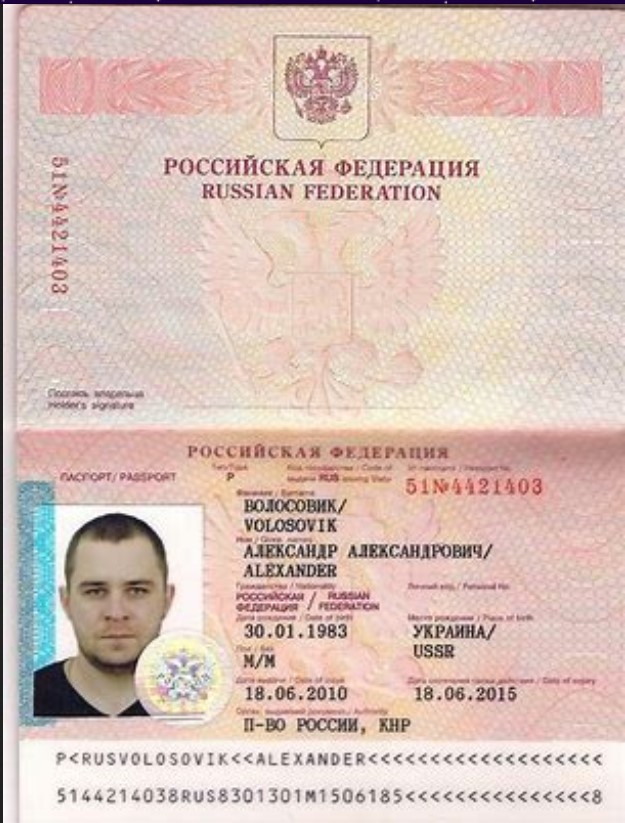 РОССИЙСКАЯ ФЕДЕРАЦИЯ
RUSSIAN FEDERATION
51№4421403
Подпись владельца
Holder's signature
РОССИЙСКАЯ ФЕДЕРАЦИЯ
ПАСПОРТ/ PASSPORT
Тип/Type
P
Код государства / Code of
выдачи RUS issuing State
№ паспорта / Passport No.
51№4421403
Фамилия / Surname
ВОЛОСОВИК/
VOLOSOVIK
Имя / Given names
АЛЕКСАНДР АЛЕКСАНДРОВИЧ/
ALEXANDER
Гражданство / Nationality
РОССИЙСКАЯ / RUSSIAN
ФЕДЕРАЦИЯ / FEDERATION
Личный код / Personal No.
Дата рождения / Date of birth
30.01.1983
Место рождения / Place of birth
УКРАИНА/
USSR
Пол / Sex
М/M
Дата выдачи / Date of issue
18.06.2010
Дата окончания срока действия / Date of expiry
18.06.2015
Орган, выдавший документ / Authority
П-ВО РОССИИ, КНР
P<RUSVOLOSOVIK<<ALEXANDER<<<<<<<<<<<<<<<<<<<
5144214038RUS8301301M1506185<<<<<<<<<<<<<<<8